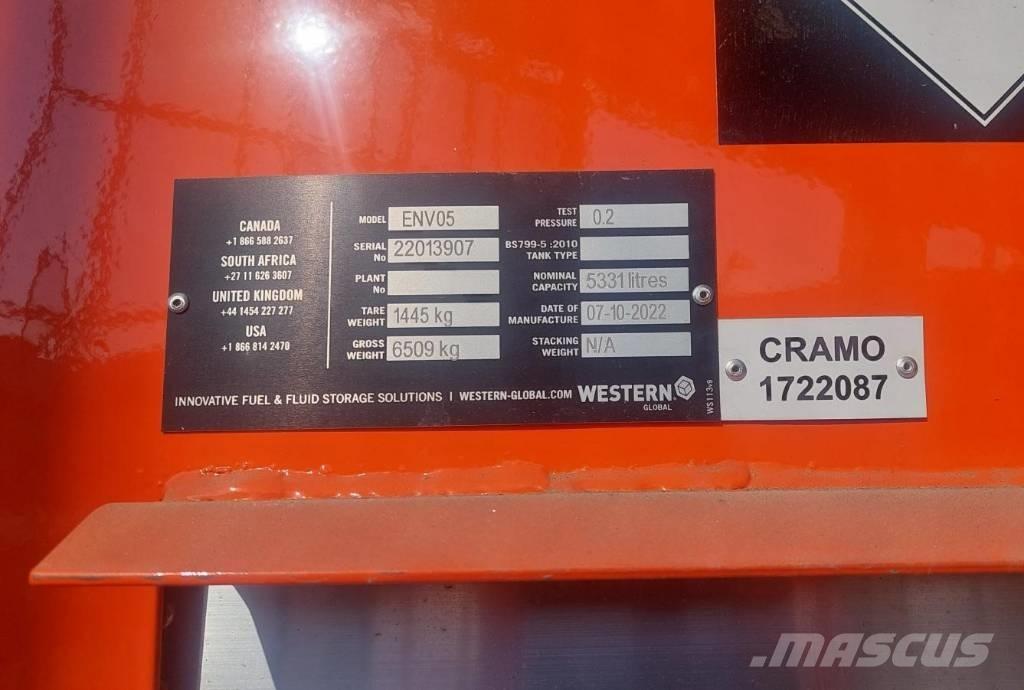 CANADA
+1 866 588 2637
SOUTH AFRICA
+27 11 626 3607
UNITED KINGDOM
+44 1454 227 277
USA
+1 866 814 2470
MODEL ENV05
SERIAL No 22013907
PLANT No
TARE WEIGHT 1445 kg
GROSS WEIGHT 6509 kg
TEST PRESSURE 0.2
BS799-5 :2010 TANK TYPE
NOMINAL CAPACITY 5331 litres
DATE OF MANUFACTURE 07-10-2022
STACKING WEIGHT N/A
INNOVATIVE FUEL & FLUID STORAGE SOLUTIONS | WESTERN-GLOBAL.COM WESTERN GLOBAL
WS113v9
CRAMO
1722087
MASCUS